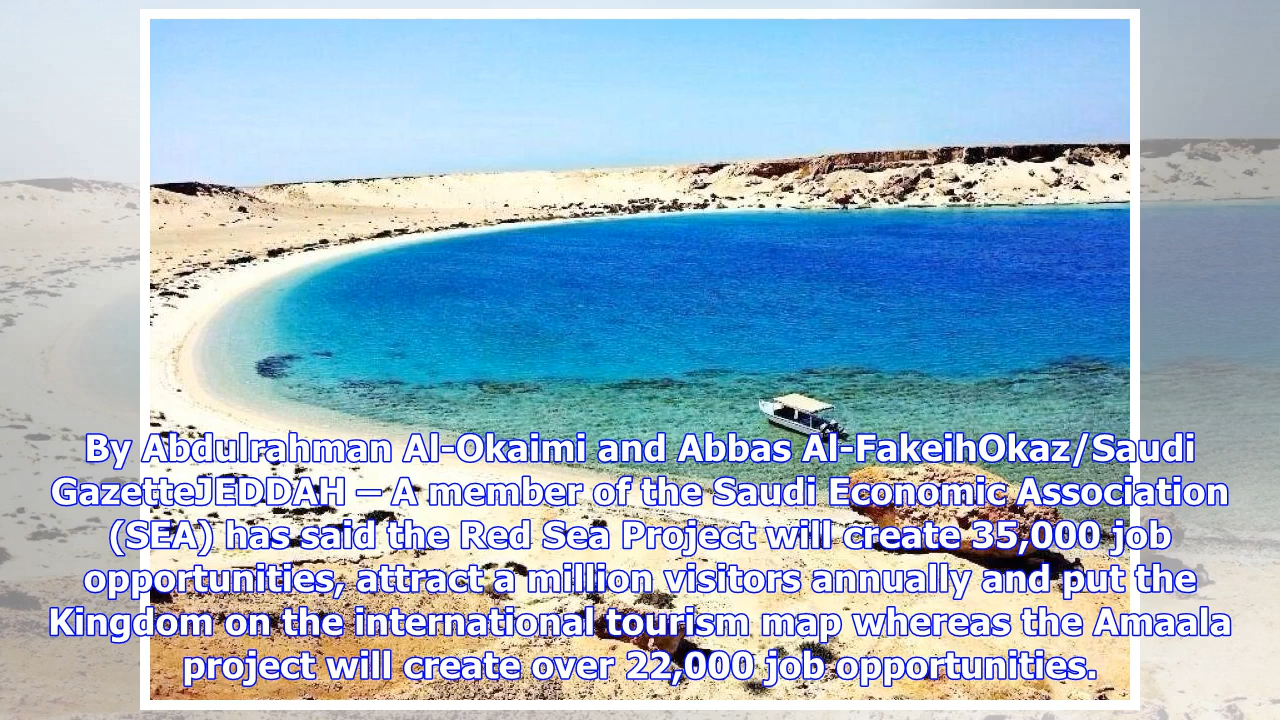 By Abdulrahman Al-Okaimi and Abbas Al-FakeihOkaz/Saudi
GazetteJEDDAH – A member of the Saudi Economic Association
(SEA) has said the Red Sea Project will create 35,000 job
opportunities, attract a million visitors annually and put the
Kingdom on the international tourism map whereas the Amaala
project will create over 22,000 job opportunities.